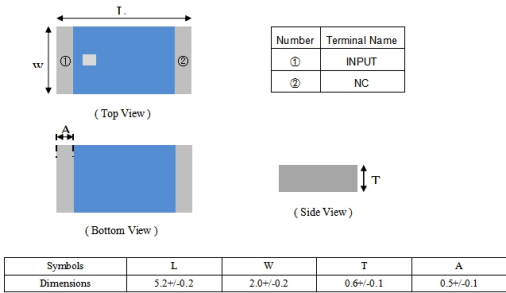 L
Number Terminal Name
W ① ② ① INPUT
② NC
( Top View )
A
T
( Side View )
( Bottom View )
Symbols L W T A
Dimensions 5.2+/-0.2 2.0+/-0.2 0.6+/-0.1 0.5+/-0.1